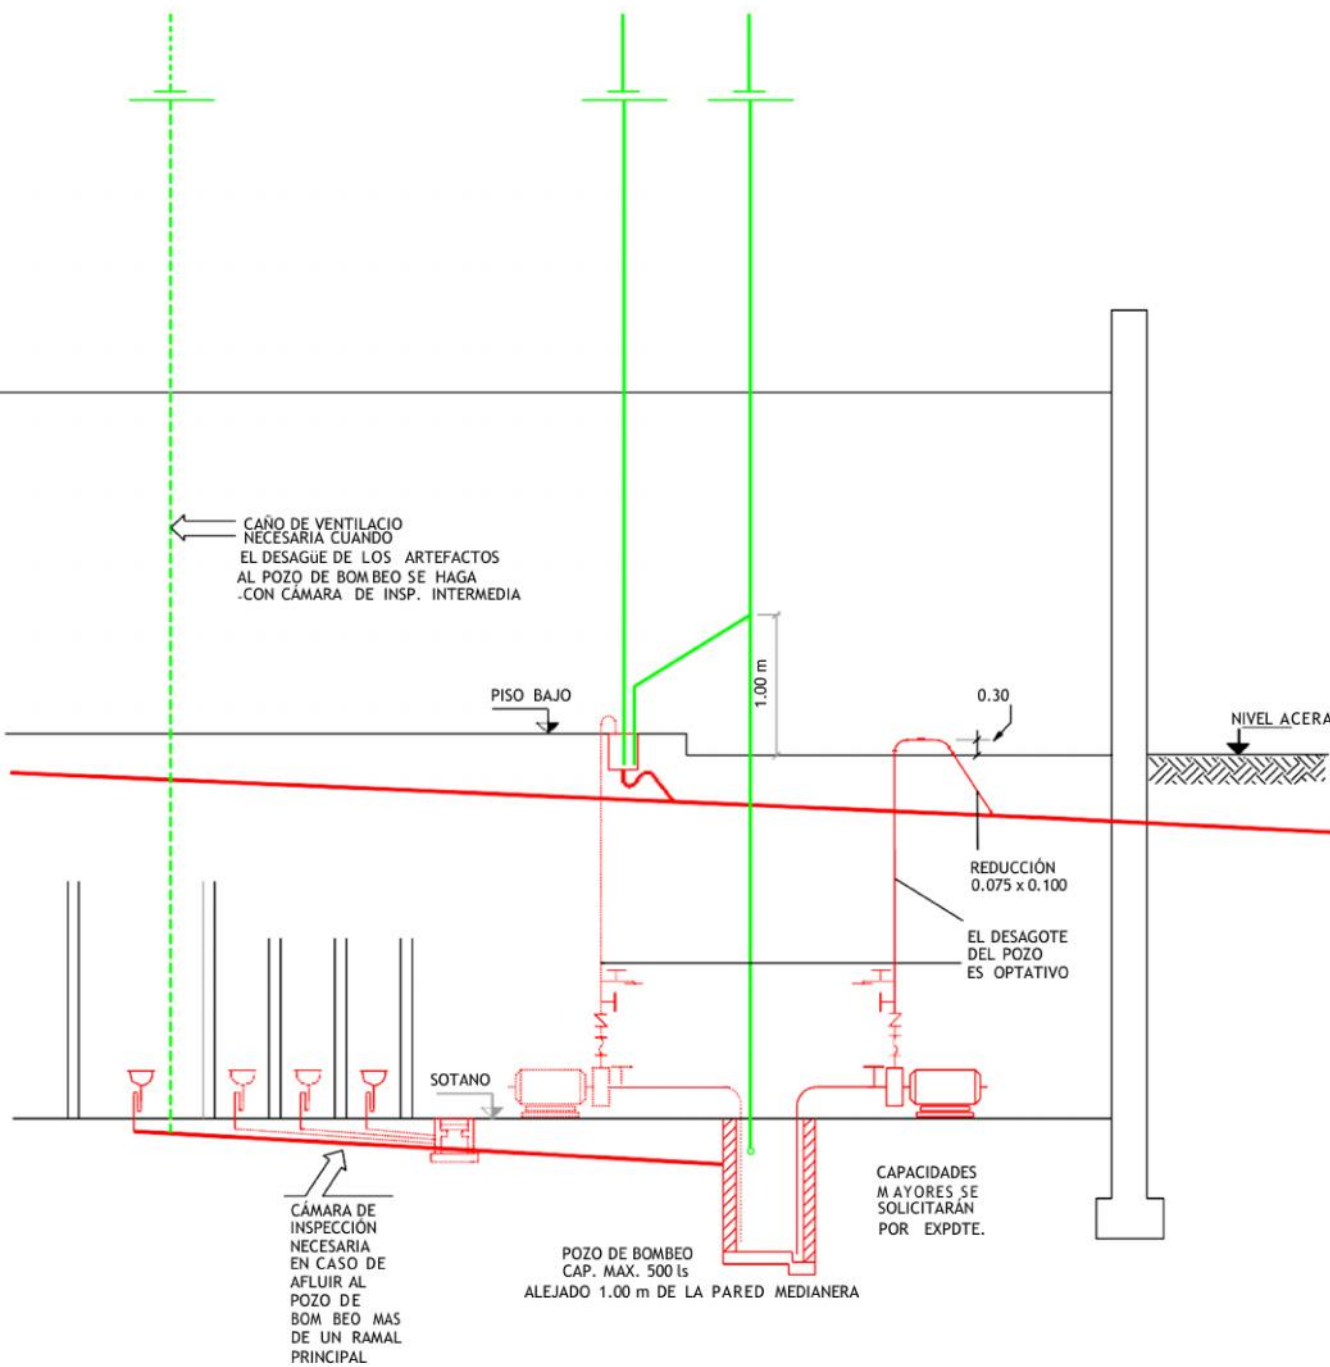 CAÑO DE VENTILACIO
NECESARIA CUANDO
EL DESAGÜE DE LOS ARTEFACTOS
AL POZO DE BOMBEO SE HAGA
-CON CÁMARA DE INSP. INTERMEDIA
PISO BAJO
1.00 m
0.30
NIVEL ACERA
REDUCCIÓN
0.075 x 0.100
EL DESAGOTE
DEL POZO
ES OPTATIVO
SOTANO
CÁMARA DE
INSPECCIÓN
NECESARIA
EN CASO DE
AFLUIR AL
POZO DE
BOM BEO MAS
DE UN RAMAL
PRINCIPAL
POZO DE BOMBEO
CAP. MAX. 500 ls
ALEJADO 1.00 m DE LA PARED MEDIANERA
CAPACIDADES
MAYORES SE
SOLICITARÁN
POR EXPDTE.